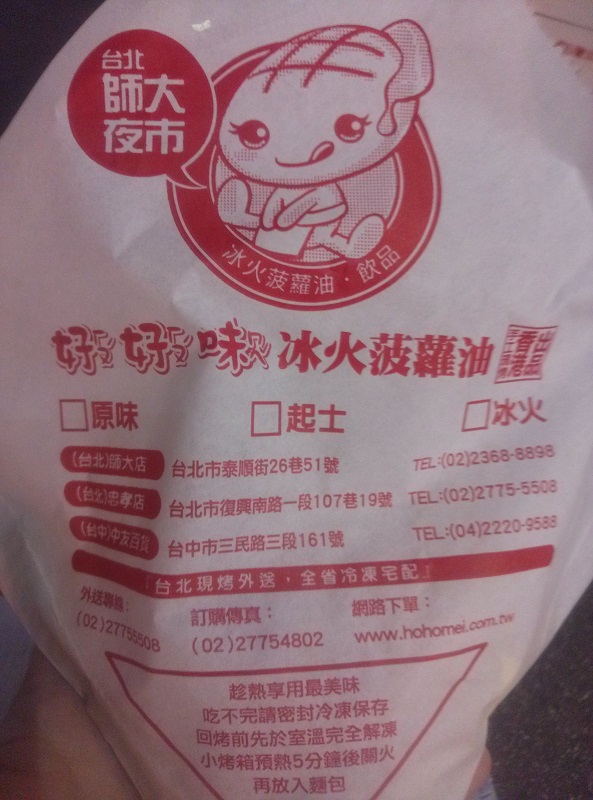 台北
師大
夜市
冰火菠蘿油・飲品
好好味冰火菠蘿油
香港
出品
□原味 □起士 □冰火
(台北)師大店 台北市泰順街26巷51號 TEL:(02)2368-8898
(台北)忠孝店 台北市復興南路一段107巷19號 TEL:(02)2775-5508
(台中)中友百貨 台中市三民路三段161號 TEL:(04)2220-9588
『台北現烤外送，全省冷凍宅配』
外送專線： 訂購傳真： 網路下單：
(02)27755508 (02)27754802 www.hohomei.com.tw
趁熱享用最美味
吃不完請密封冷凍保存
回烤前先於室溫完全解凍
小烤箱預熱5分鐘後關火
再放入麵包